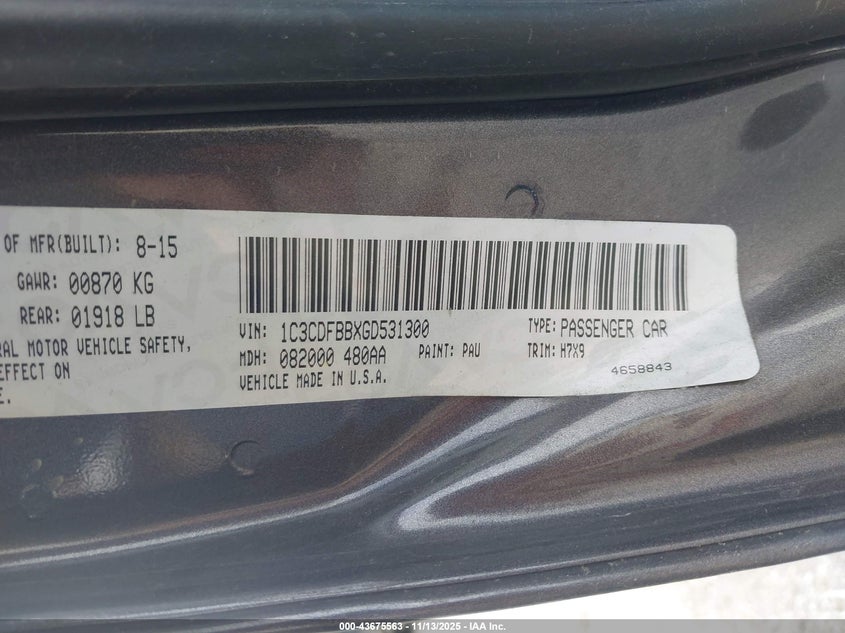 OF MFR(BUILT): 8-15
GAWR: 00870 KG
REAR: 01918 LB
RAL MOTOR VEHICLE SAFETY,
EFFECT ON
E.
VIN: 1C3CDFBBXGD531300 TYPE: PASSENGER CAR
MDH: 082000 480AA PAINT: PAU TRIM: H7X9
VEHICLE MADE IN U.S.A. 4658843
000-43675563 | 11/13/2025 - IAA Inc.